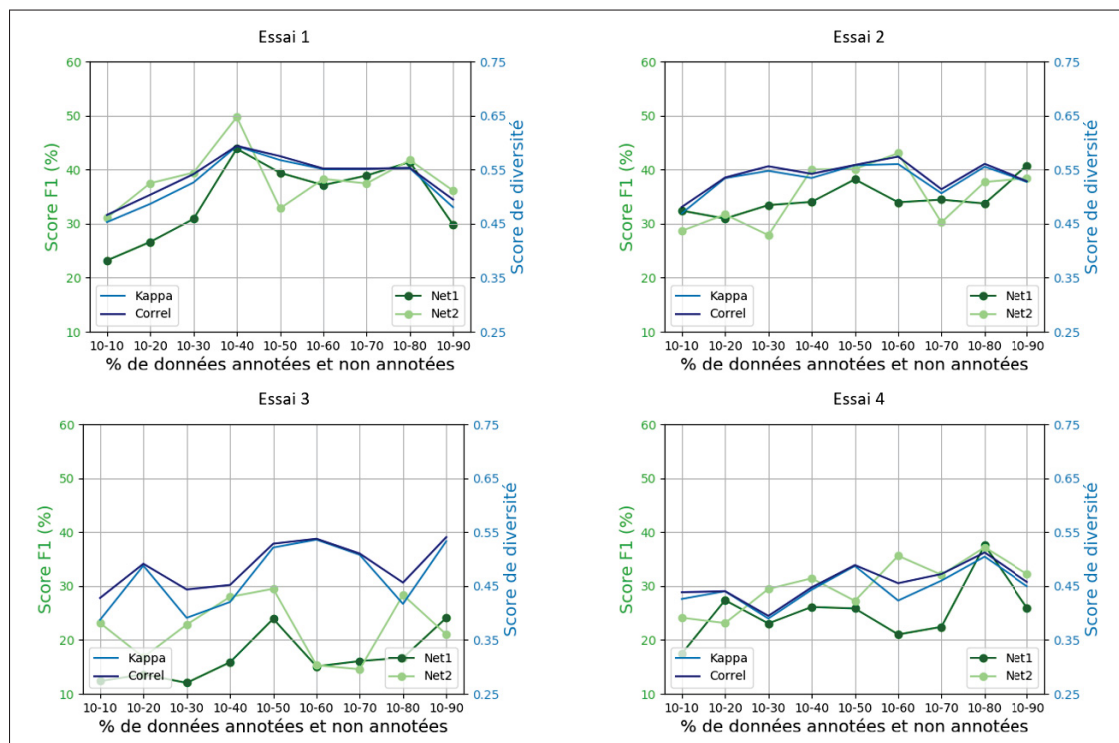 Essai 1
60
50
40
30
20
10
Score F1 (%)
0.75
0.65
0.55
0.45
0.35
0.25
Score de diversité
Kappa
Correl
Net1
Net2
10-10 10-20 10-30 10-40 10-50 10-60 10-70 10-80 10-90
% de données annotées et non annotées
Essai 2
60
50
40
30
20
10
Score F1 (%)
0.75
0.65
0.55
0.45
0.35
0.25
Score de diversité
Kappa
Correl
Net1
Net2
10-10 10-20 10-30 10-40 10-50 10-60 10-70 10-80 10-90
% de données annotées et non annotées
Essai 3
60
50
40
30
20
10
Score F1 (%)
0.75
0.65
0.55
0.45
0.35
0.25
Score de diversité
Kappa
Correl
Net1
Net2
10-10 10-20 10-30 10-40 10-50 10-60 10-70 10-80 10-90
% de données annotées et non annotées
Essai 4
60
50
40
30
20
10
Score F1 (%)
0.75
0.65
0.55
0.45
0.35
0.25
Score de diversité
Kappa
Correl
Net1
Net2
10-10 10-20 10-30 10-40 10-50 10-60 10-70 10-80 10-90
% de données annotées et non annotées